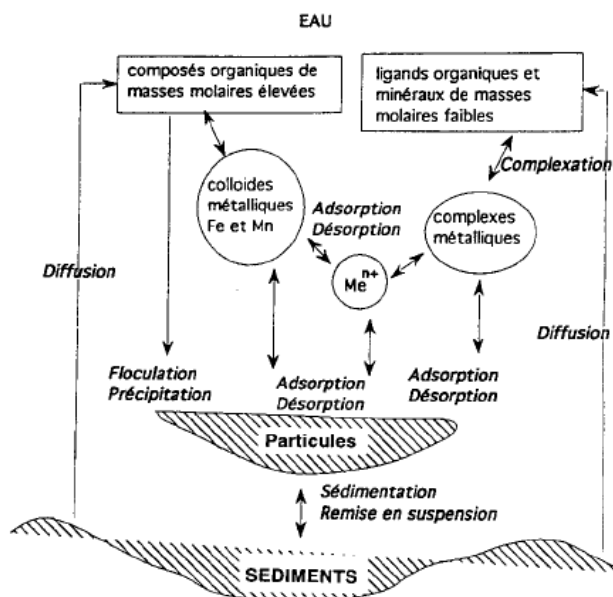 EAU
composés organiques de
masses molaires élevées
ligands organiques et
minéraux de masses
molaires faibles
Complexation
colloides
métalliques
Fe et Mn
Adsorption
Désorption
complexes
métalliques
Me n+
Diffusion
Diffusion
Floculation
Précipitation
Adsorption
Désorption
Adsorption
Désorption
Particules
Sédimentation
Remise en suspension
SEDIMENTS